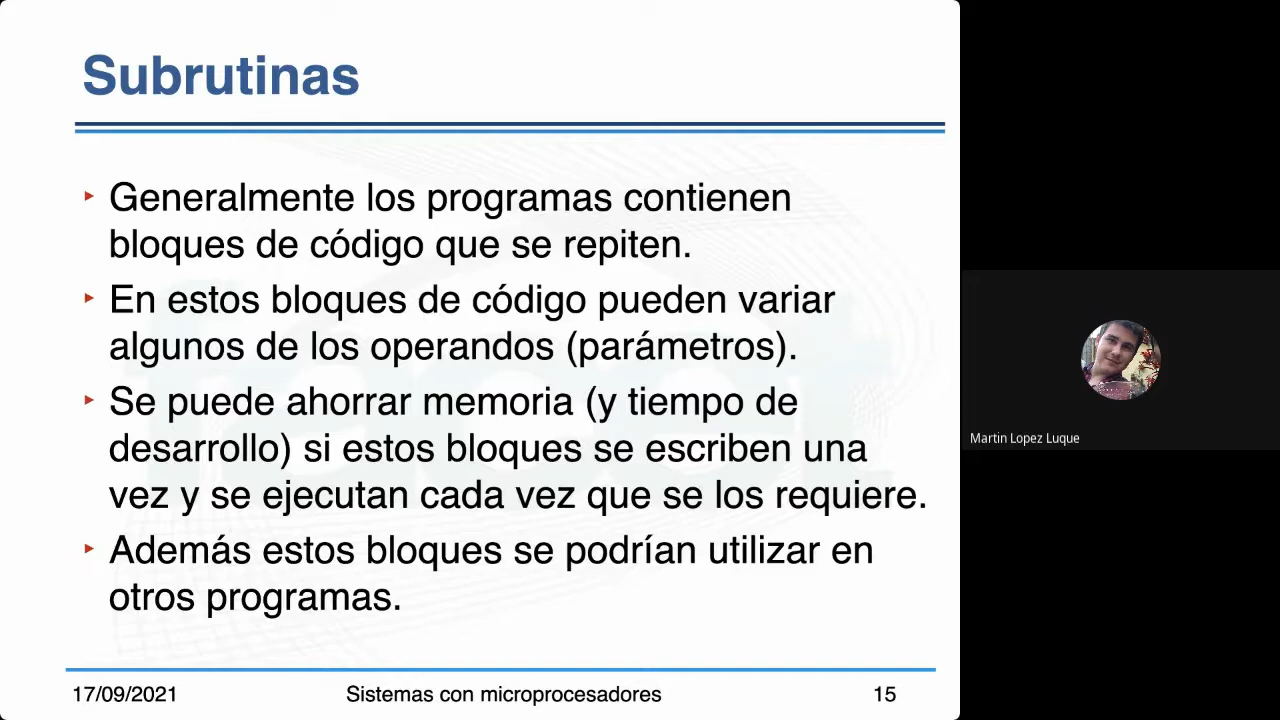 Subrutinas
Generalmente los programas contienen
bloques de código que se repiten.
En estos bloques de código pueden variar
algunos de los operandos (parámetros).
Se puede ahorrar memoria (y tiempo de
desarrollo) si estos bloques se escriben una
vez y se ejecutan cada vez que se los requiere.
Además estos bloques se podrían utilizar en
otros programas.
17/09/2021 Sistemas con microprocesadores 15
Martin Lopez Luque